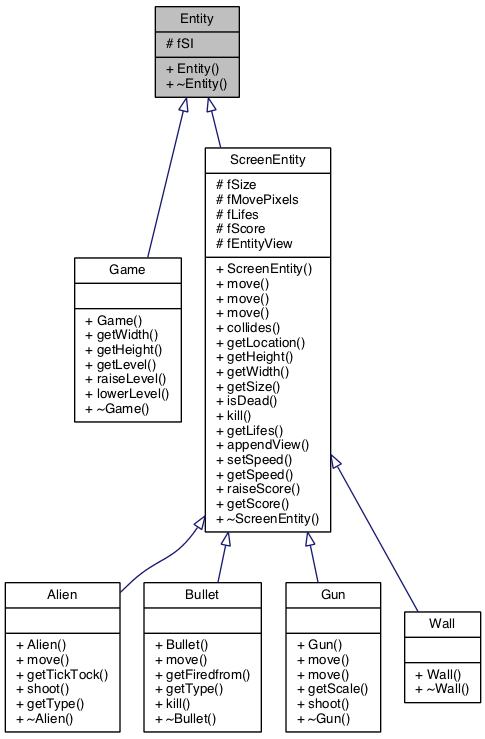 Entity
# fSI
+ Entity()
+ ~Entity()
ScreenEntity
# fSize
# fMovePixels
# fLifes
# fScore
# fEntityView
+ ScreenEntity()
+ move()
+ move()
+ move()
+ collides()
+ getLocation()
+ getHeight()
+ getWidth()
+ getSize()
+ isDead()
+ kill()
+ getLifes()
+ appendView()
+ setSpeed()
+ getSpeed()
+ raiseScore()
+ getScore()
+ ~ScreenEntity()
Game
+ Game()
+ getWidth()
+ getHeight()
+ getLevel()
+ raiseLevel()
+ lowerLevel()
+ ~Game()
Alien
+ Alien()
+ move()
+ getTickTock()
+ shoot()
+ getType()
+ ~Alien()
Bullet
+ Bullet()
+ move()
+ getFiredfrom()
+ getType()
+ kill()
+ ~Bullet()
Gun
+ Gun()
+ move()
+ move()
+ getScale()
+ shoot()
+ ~Gun()
Wall
+ Wall()
+ ~Wall()